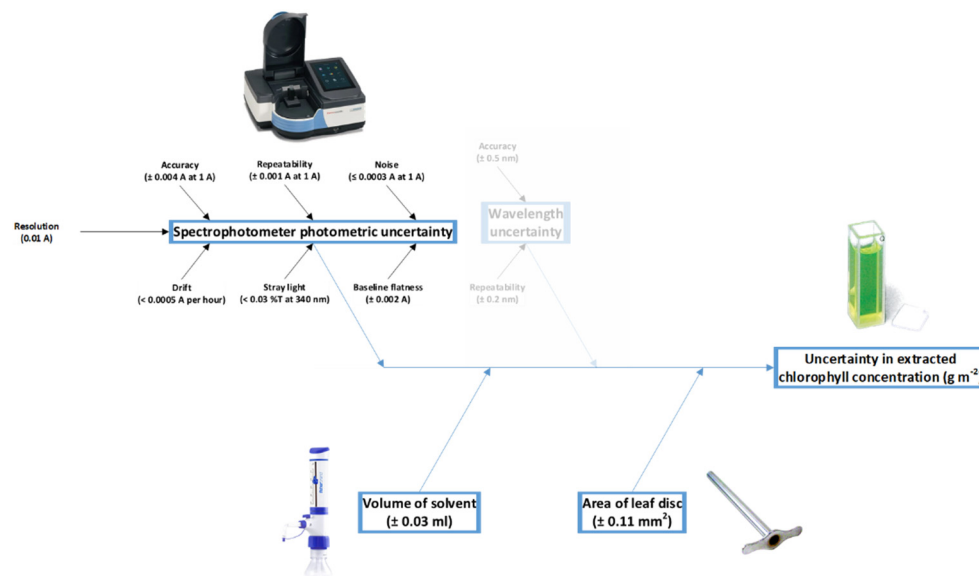 Accuracy
(± 0.004 A at 1 A)
Repeatability
(± 0.001 A at 1 A)
Noise
(≤ 0.0003 A at 1 A)
Accuracy
(± 0.5 nm)
Resolution
(0.01 A)
Spectrophotometer photometric uncertainty
Wavelength
uncertainty
Drift
(< 0.0005 A per hour)
Stray light
(< 0.03 %T at 340 nm)
Baseline flatness
(± 0.002 A)
Repeatability
(± 0.2 nm)
Uncertainty in extracted
chlorophyll concentration (g m⁻²)
Volume of solvent
(± 0.03 ml)
Area of leaf disc
(± 0.11 mm²)